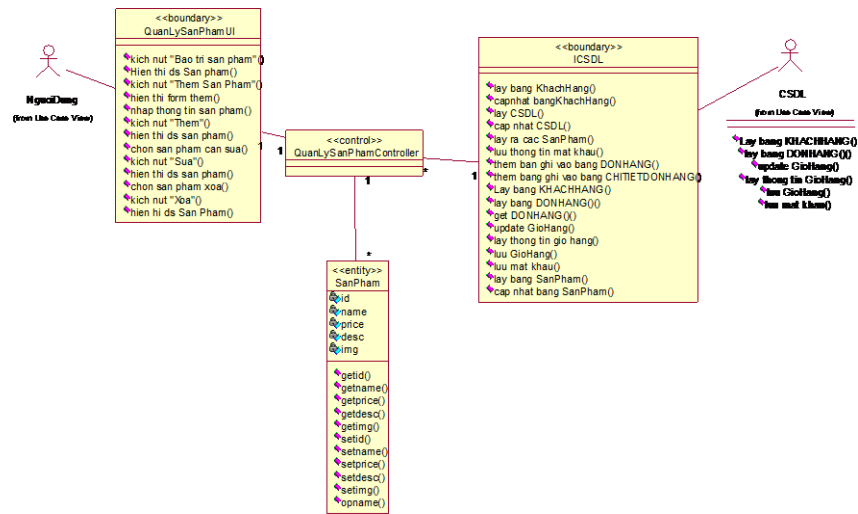 <<boundary>>
QuanLySanPhamUI
kich nut "Bao tri san pham"()
Hien thi ds San pham()
kich nut "Them San Pham"()
hien thi form them()
nhap thong tin san pham()
kich nut "Them"()
hien thi ds san pham()
chon san pham can sua()
kich nut "Sua"()
hien thi ds san pham()
chon san pham xoa()
kich nut "Xoa"()
hien hi ds San Pham()
NguoiDung
(from Use Case View)
1
1
<<control>>
QuanLySanPhamController
1
*
1
*
<<entity>>
SanPham
id
name
price
desc
img
getid()
getname()
getprice()
getdesc()
getimg()
setid()
setname()
setprice()
setdesc()
setimg()
opname()
<<boundary>>
ICSDL
lay bang KhachHang()
capnhat bangKhachHang()
lay CSDL()
cap nhat CSDL()
lay ra cac SanPham()
luu thong tin mat khau()
them ban ghi vao bang DONHANG()
them bang ghi vao bang CHITIETDONHANG()
Lay bang KHACHHANG()
lay bang DONHANG()()
get DONHANG()()
update GioHang()
lay thong tin gio hang()
luu GioHang()
luu mat khau()
lay bang SanPham()
cap nhat bang SanPham()
CSDL
(from Use Case View)
Lay bang KHACHHANG()
lay bang DONHANG()()
update GioHang()
lay thong tin GioHang()
luu GioHang()
luu mat khau()